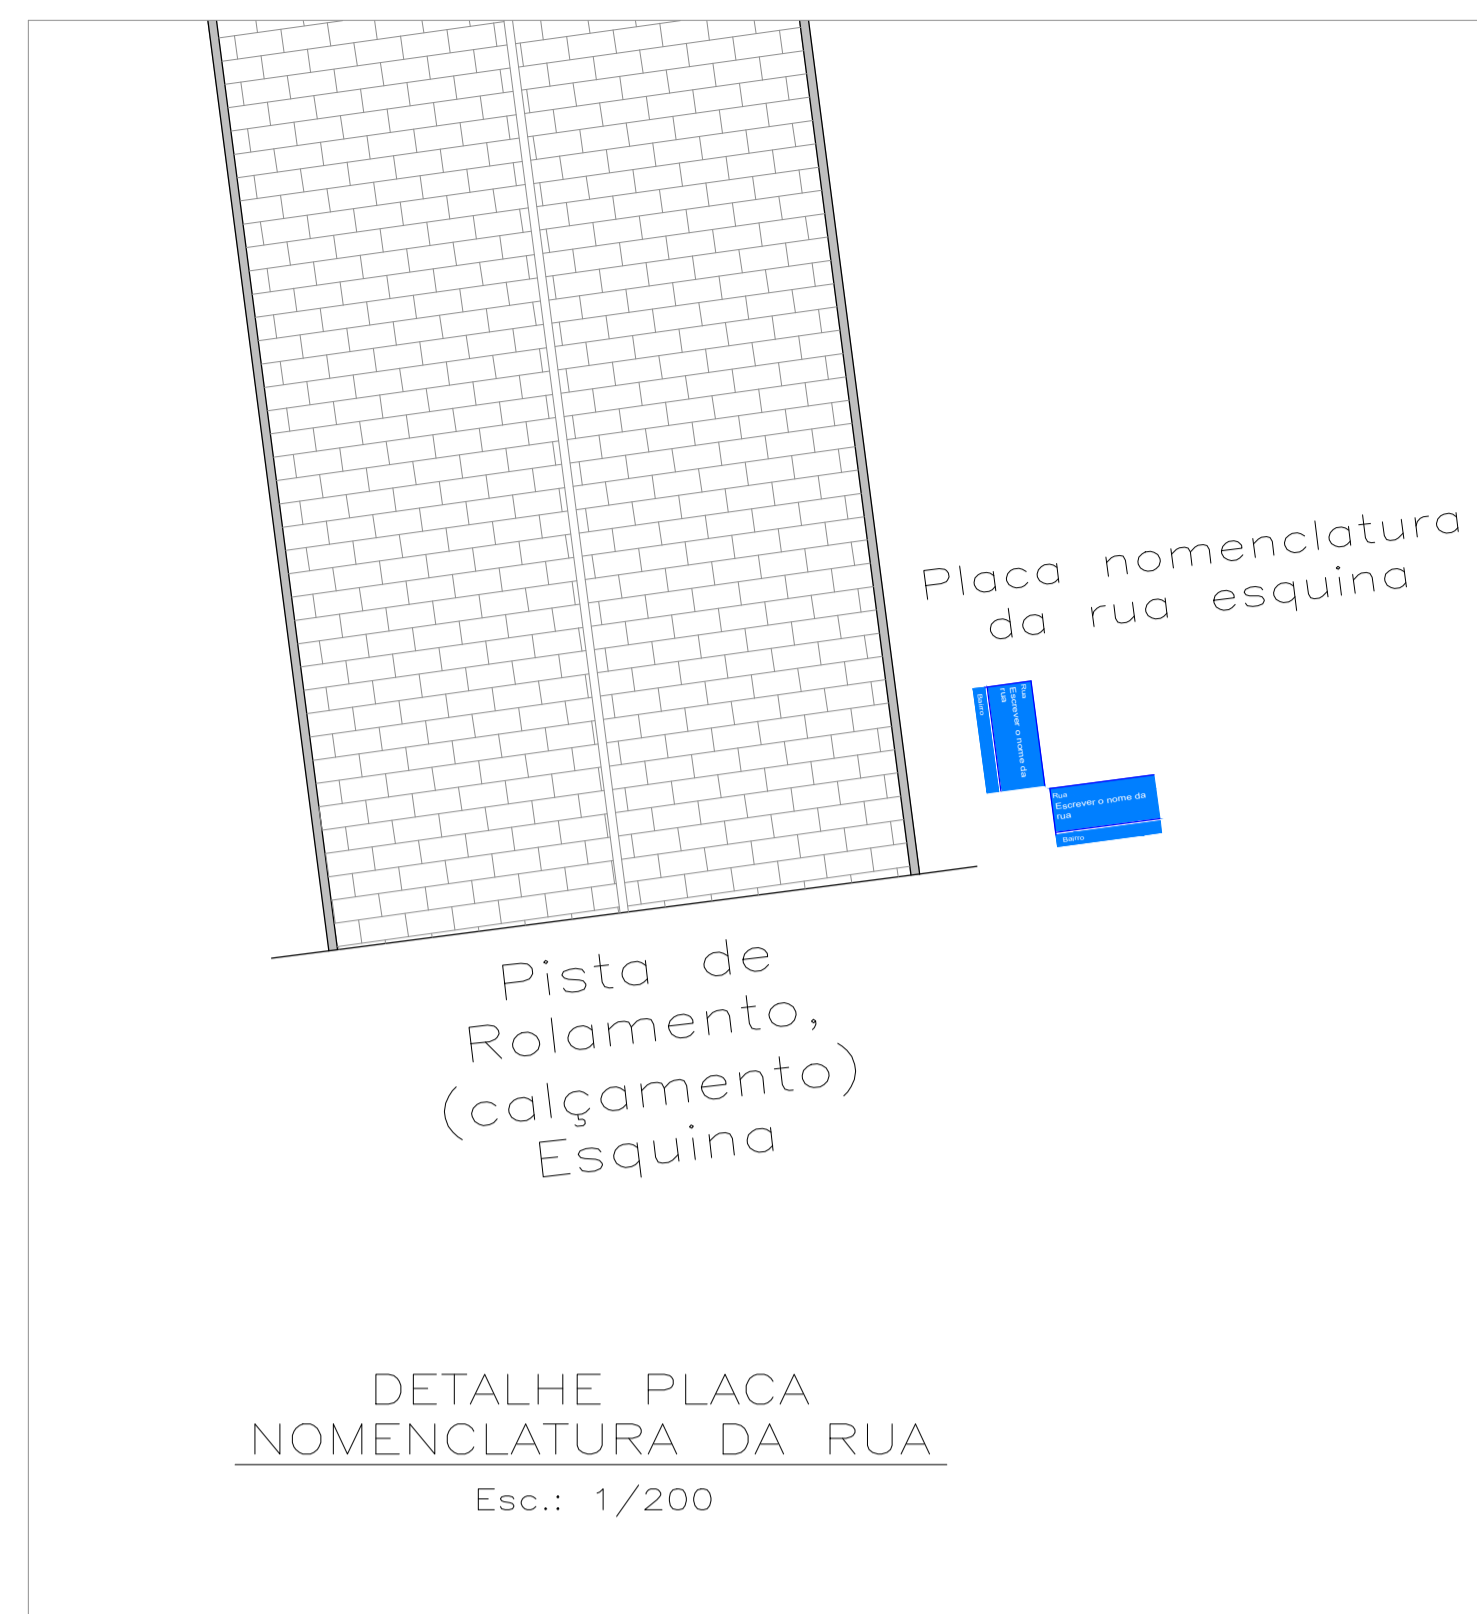 Placa nomenclatura
da rua esquina
Rua
Escrever o nome da
rua
Bairro
Rua
Escrever o nome da
rua
Bairro
Pista de
Rolamento,
(calçamento)
Esquina
DETALHE PLACA
NOMENCLATURA DA RUA
Esc.: 1/200